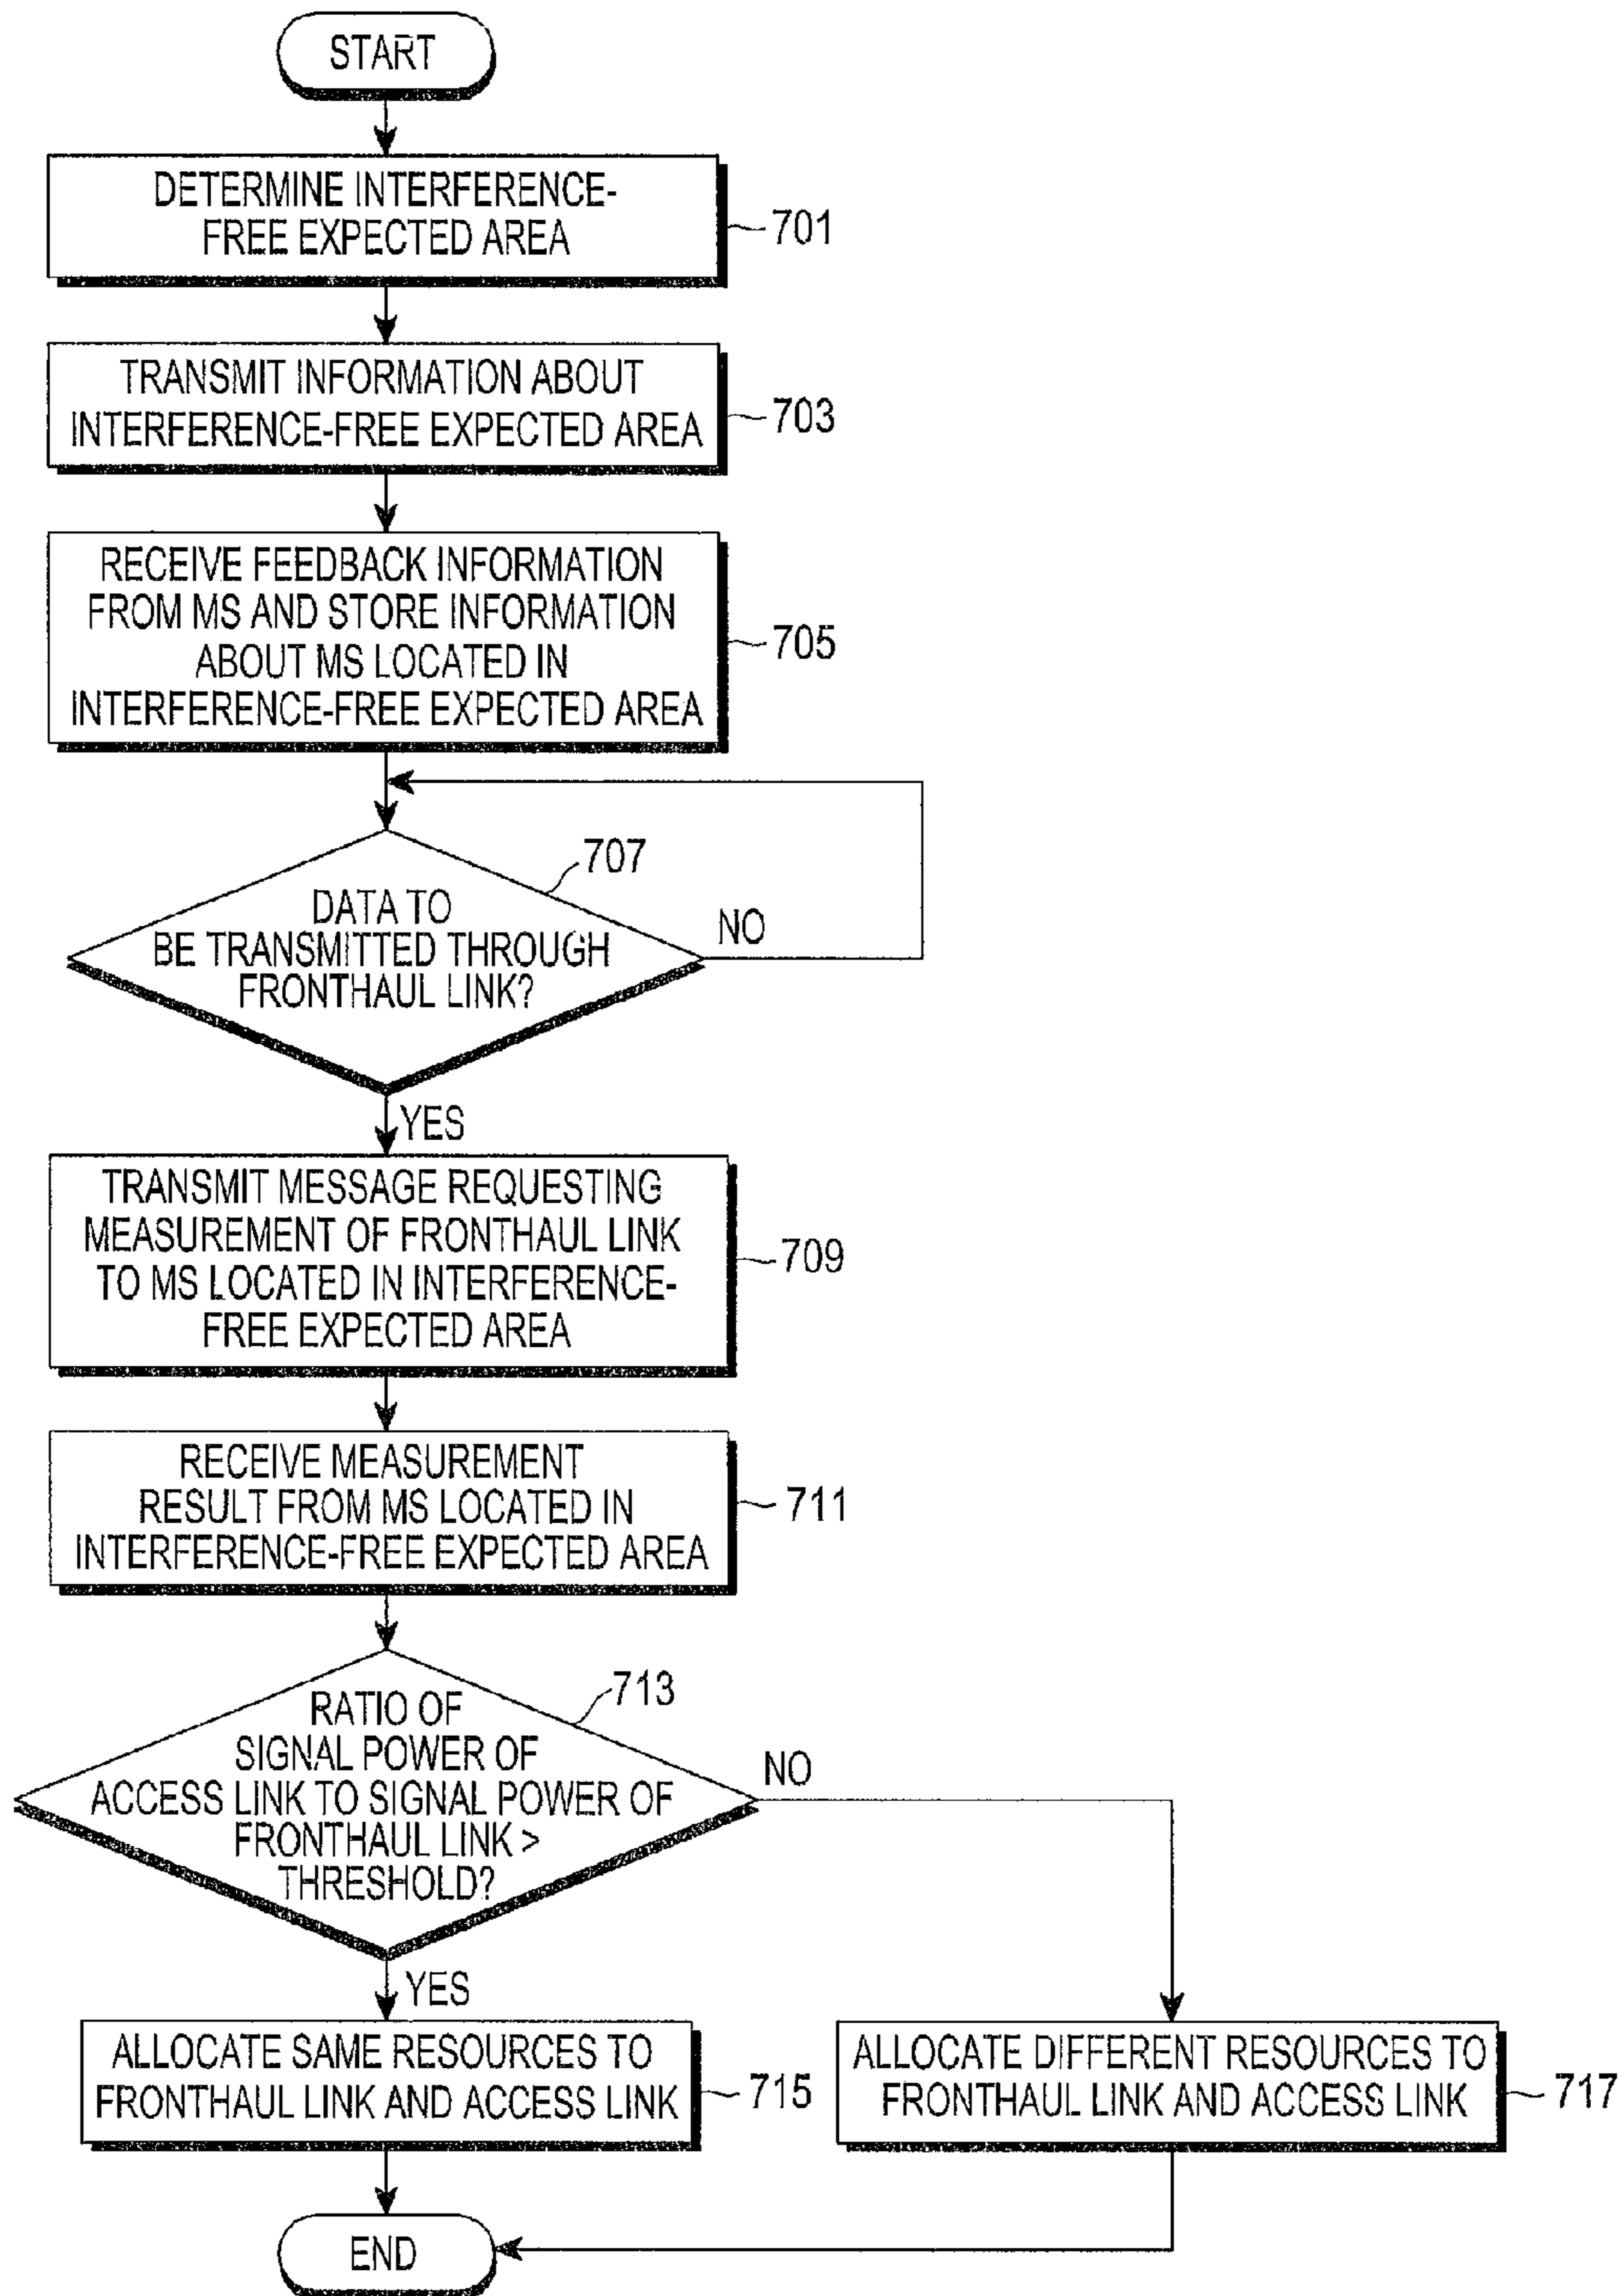 START
DETERMINE INTERFERENCE-
FREE EXPECTED AREA
701
TRANSMIT INFORMATION ABOUT
INTERFERENCE-FREE EXPECTED AREA
703
RECEIVE FEEDBACK INFORMATION
FROM MS AND STORE INFORMATION
ABOUT MS LOCATED IN
INTERFERENCE-FREE EXPECTED AREA
705
707
DATA TO
BE TRANSMITTED THROUGH
FRONTHAUL LINK?
NO
YES
TRANSMIT MESSAGE REQUESTING
MEASUREMENT OF FRONTHAUL LINK
TO MS LOCATED IN INTERFERENCE-
FREE EXPECTED AREA
709
RECEIVE MEASUREMENT
RESULT FROM MS LOCATED IN
INTERFERENCE-FREE EXPECTED AREA
711
713
RATIO OF
SIGNAL POWER OF
ACCESS LINK TO SIGNAL POWER OF
FRONTHAUL LINK >
THRESHOLD?
NO
YES
ALLOCATE SAME RESOURCES TO
FRONTHAUL LINK AND ACCESS LINK
715
ALLOCATE DIFFERENT RESOURCES TO
FRONTHAUL LINK AND ACCESS LINK
717
END